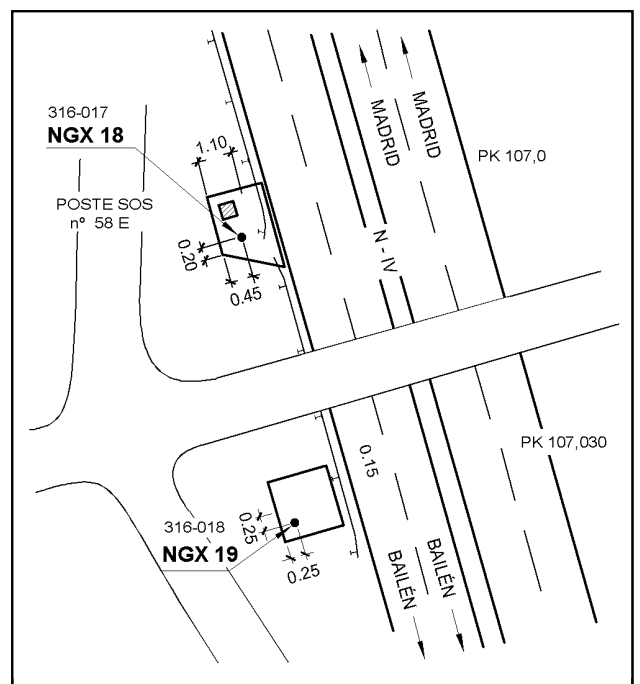 316-017
NGX 18
1.10
MADRID
MADRID
PK 107,0
POSTE SOS
nº 58 E
N - IV
0.20
0.45
PK 107,030
0.15
316-018
NGX 19
0.25
0.25
BAILÉN
BAILÉN